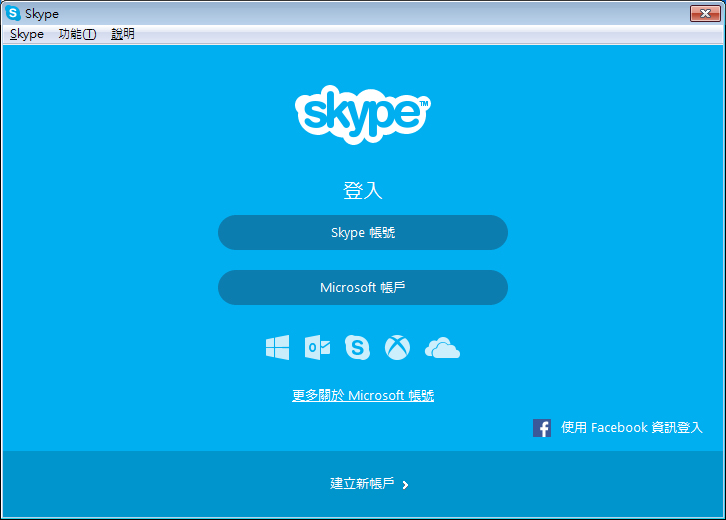 Skype
Skype 功能(T) 說明
skype™
登入
Skype 帳號
Microsoft 帳戶
更多關於 Microsoft 帳號
使用 Facebook 資訊登入
建立新帳戶